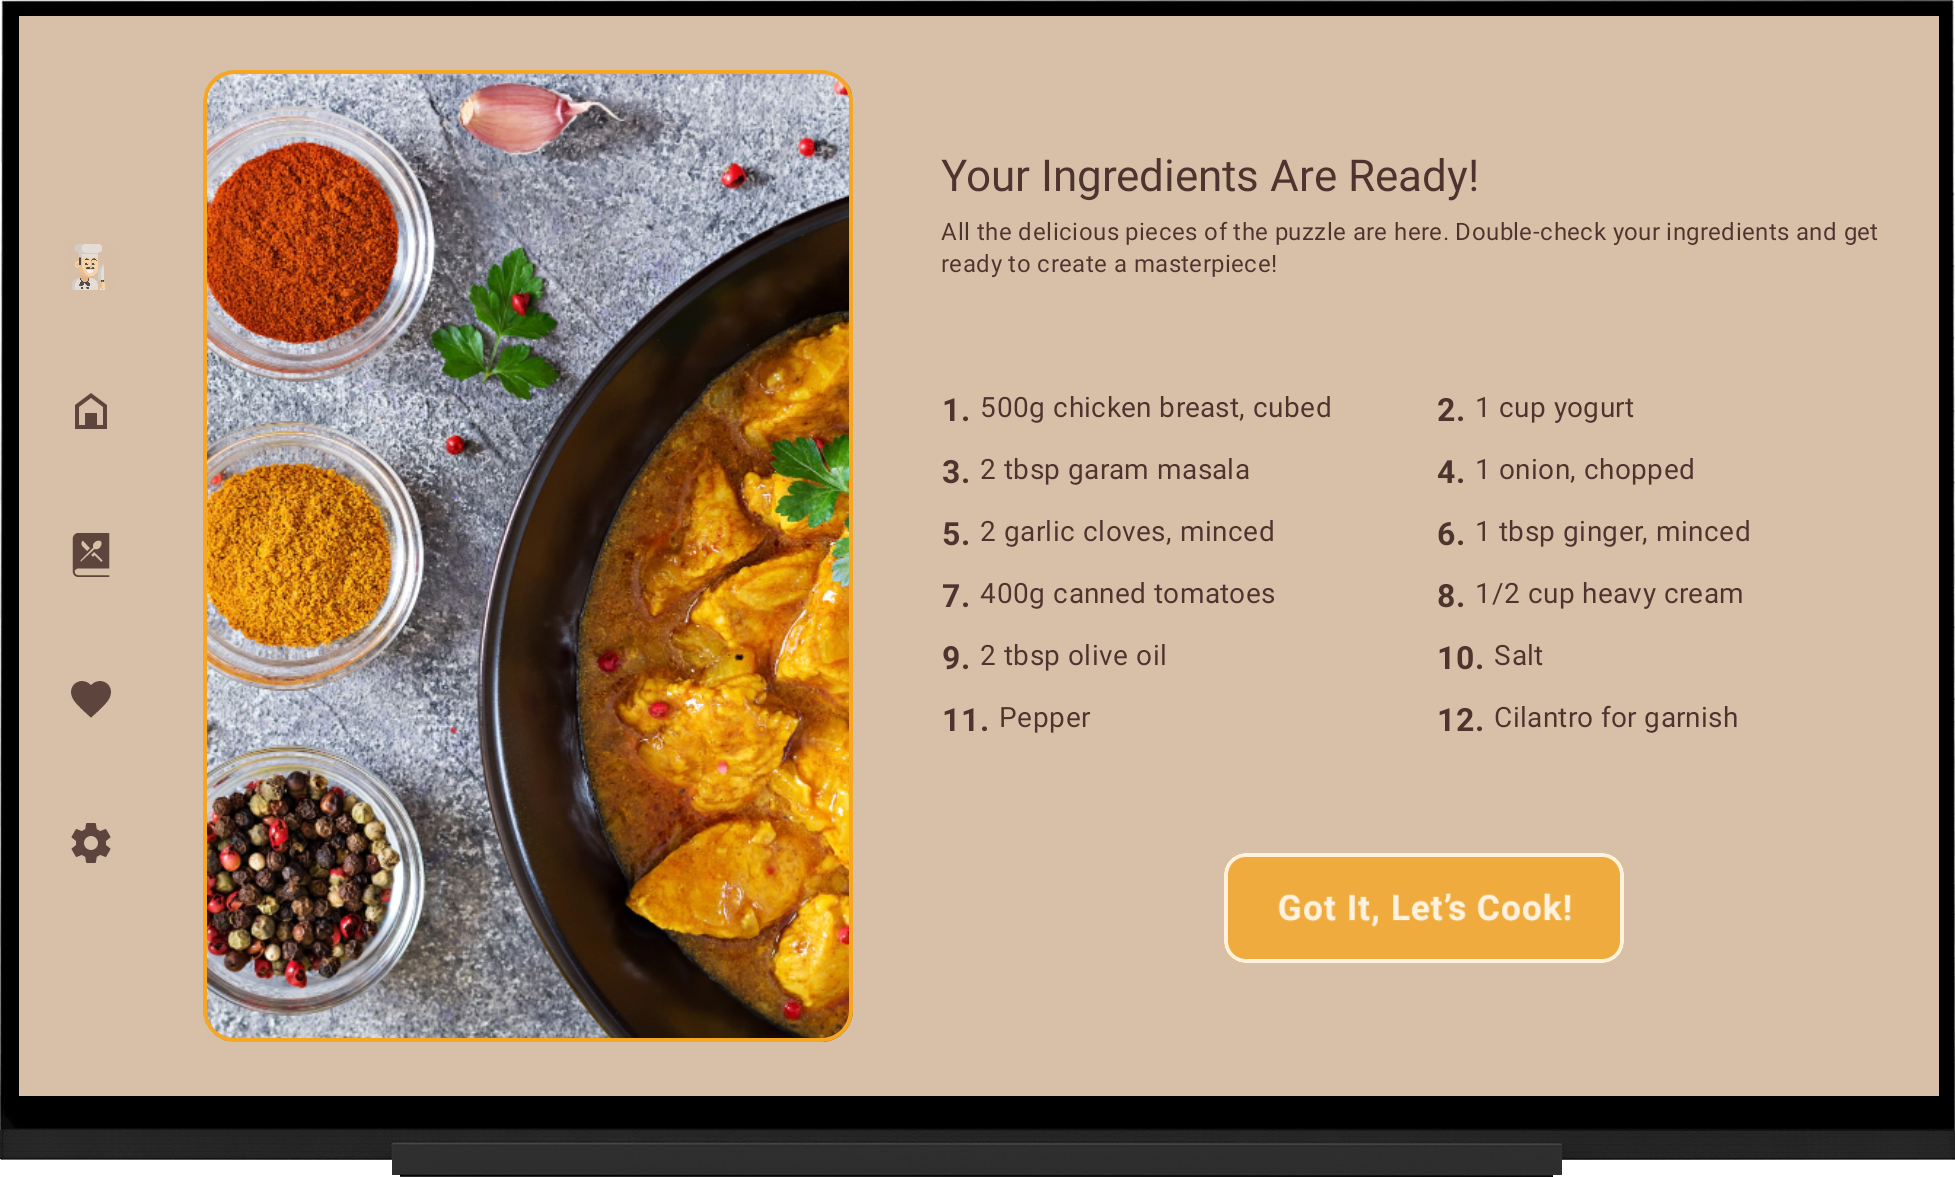 Your Ingredients Are Ready!
All the delicious pieces of the puzzle are here. Double-check your ingredients and get
ready to create a masterpiece!
1. 500g chicken breast, cubed
2. 1 cup yogurt
3. 2 tbsp garam masala
4. 1 onion, chopped
5. 2 garlic cloves, minced
6. 1 tbsp ginger, minced
7. 400g canned tomatoes
8. 1/2 cup heavy cream
9. 2 tbsp olive oil
10. Salt
11. Pepper
12. Cilantro for garnish
Got It, Let’s Cook!